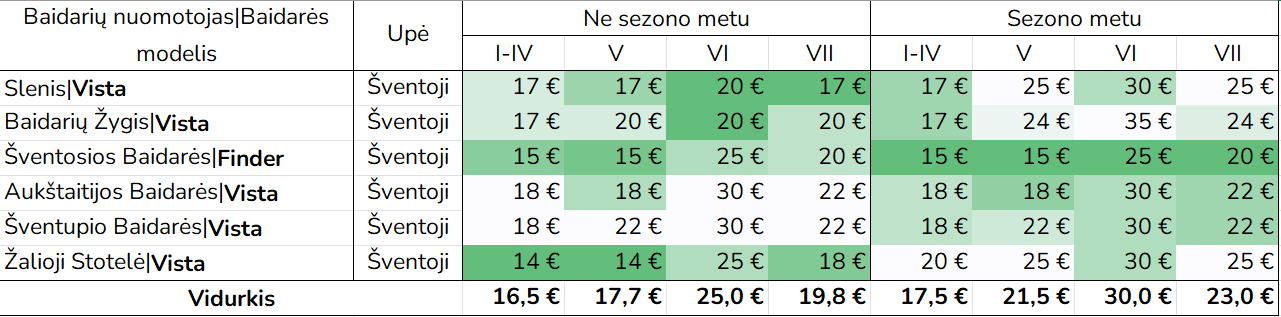 Baidarių nuomotojas|Baidarės modelis Upė Ne sezono metu Sezono metu
I-IV V VI VII I-IV V VI VII
Slenis|Vista Šventoji 17 € 17 € 20 € 17 € 17 € 25 € 30 € 25 €
Baidarių Žygis|Vista Šventoji 17 € 20 € 20 € 20 € 17 € 24 € 35 € 24 €
Šventosios Baidarės|Finder Šventoji 15 € 15 € 25 € 20 € 15 € 15 € 25 € 20 €
Aukštaitijos Baidarės|Vista Šventoji 18 € 18 € 30 € 22 € 18 € 18 € 30 € 22 €
Šventupio Baidarės|Vista Šventoji 18 € 22 € 30 € 22 € 18 € 22 € 30 € 22 €
Žalioji Stotelė|Vista Šventoji 14 € 14 € 25 € 18 € 20 € 25 € 30 € 25 €
Vidurkis 16,5 € 17,7 € 25,0 € 19,8 € 17,5 € 21,5 € 30,0 € 23,0 €